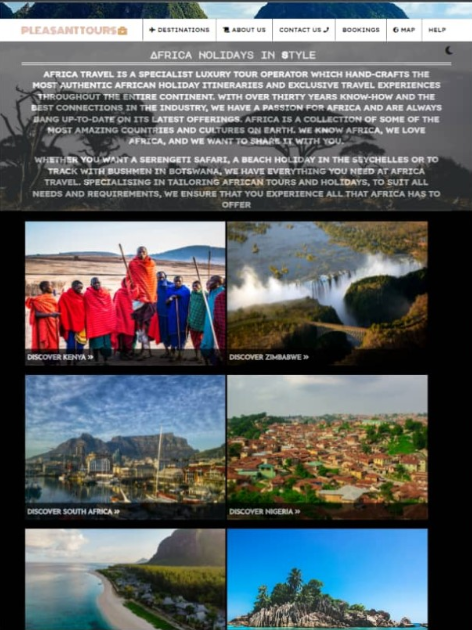 PLEASANTTOURS
DESTINATIONS
ABOUT US
CONTACT US
BOOKINGS
MAP
HELP
AFRICA HOLIDAYS IN STYLE
AFRICA TRAVEL IS A SPECIALIST LUXURY TOUR OPERATOR WHICH HAND-CRAFTS THE
MOST AUTHENTIC AFRICAN HOLIDAY ITINERARIES AND EXCLUSIVE TRAVEL EXPERIENCES
THROUGHOUT THE ENTIRE CONTINENT. WITH OVER THIRTY YEARS KNOW-HOW AND THE
BEST CONNECTIONS IN THE INDUSTRY, WE HAVE A PASSION FOR AFRICA AND ARE ALWAYS
BANG UP-TO-DATE ON ITS LATEST OFFERINGS. AFRICA IS A COLLECTION OF SOME OF THE
MOST AMAZING COUNTRIES AND CULTURES ON EARTH. WE KNOW AFRICA, WE LOVE
AFRICA, AND WE WANT TO SHARE IT WITH YOU.
WHETHER YOU WANT A SERENGETI SAFARI, A BEACH HOLIDAY IN THE SEYCHELLES OR TO
TRACK WITH BUSHMEN IN BOTSWANA, WE HAVE EVERYTHING YOU NEED AT AFRICA
TRAVEL. SPECIALISING IN TAILORING AFRICAN TOURS AND HOLIDAYS, TO SUIT ALL
NEEDS AND REQUIREMENTS, WE ENSURE THAT YOU EXPERIENCE ALL THAT AFRICA HAS TO
OFFER
DISCOVER KENYA »
DISCOVER ZIMBABWE »
DISCOVER SOUTH AFRICA »
DISCOVER NIGERIA »